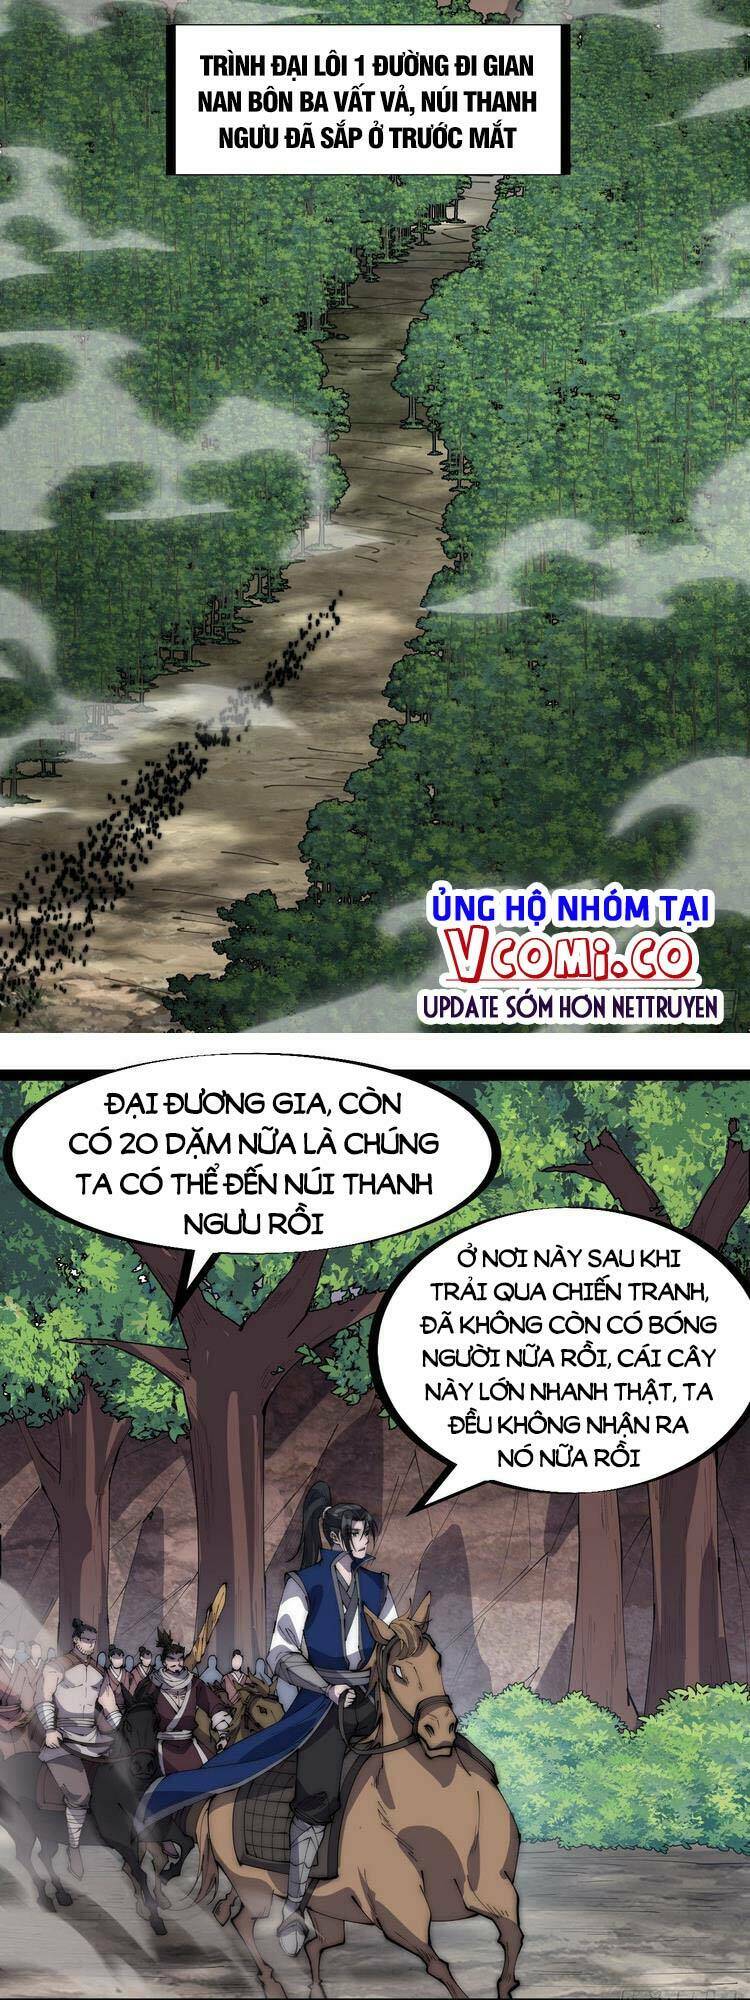 TRÌNH ĐẠI LÔI 1 ĐƯỜNG ĐI GIAN
NAN BÔN BA VẤT VẢ, NÚI THANH
NGƯU ĐÃ SẮP Ở TRƯỚC MẮT
ỦNG HỘ NHÓM TẠI
VCOMI.CO
UPDATE SỚM HƠN NETTRUYEN
ĐẠI ĐƯƠNG GIA, CÒN
CÓ 20 DẶM NỮA LÀ CHÚNG
TA CÓ THỂ ĐẾN NÚI THANH
NGƯU RỒI
Ở NƠI NÀY SAU KHI
TRẢI QUA CHIẾN TRANH,
ĐÃ KHÔNG CÒN CÓ BÓNG
NGƯỜI NỮA RỒI, CÁI CÂY
NÀY LỚN NHANH THẬT, TA
ĐỀU KHÔNG NHẬN RA
NÓ NỮA RỒI